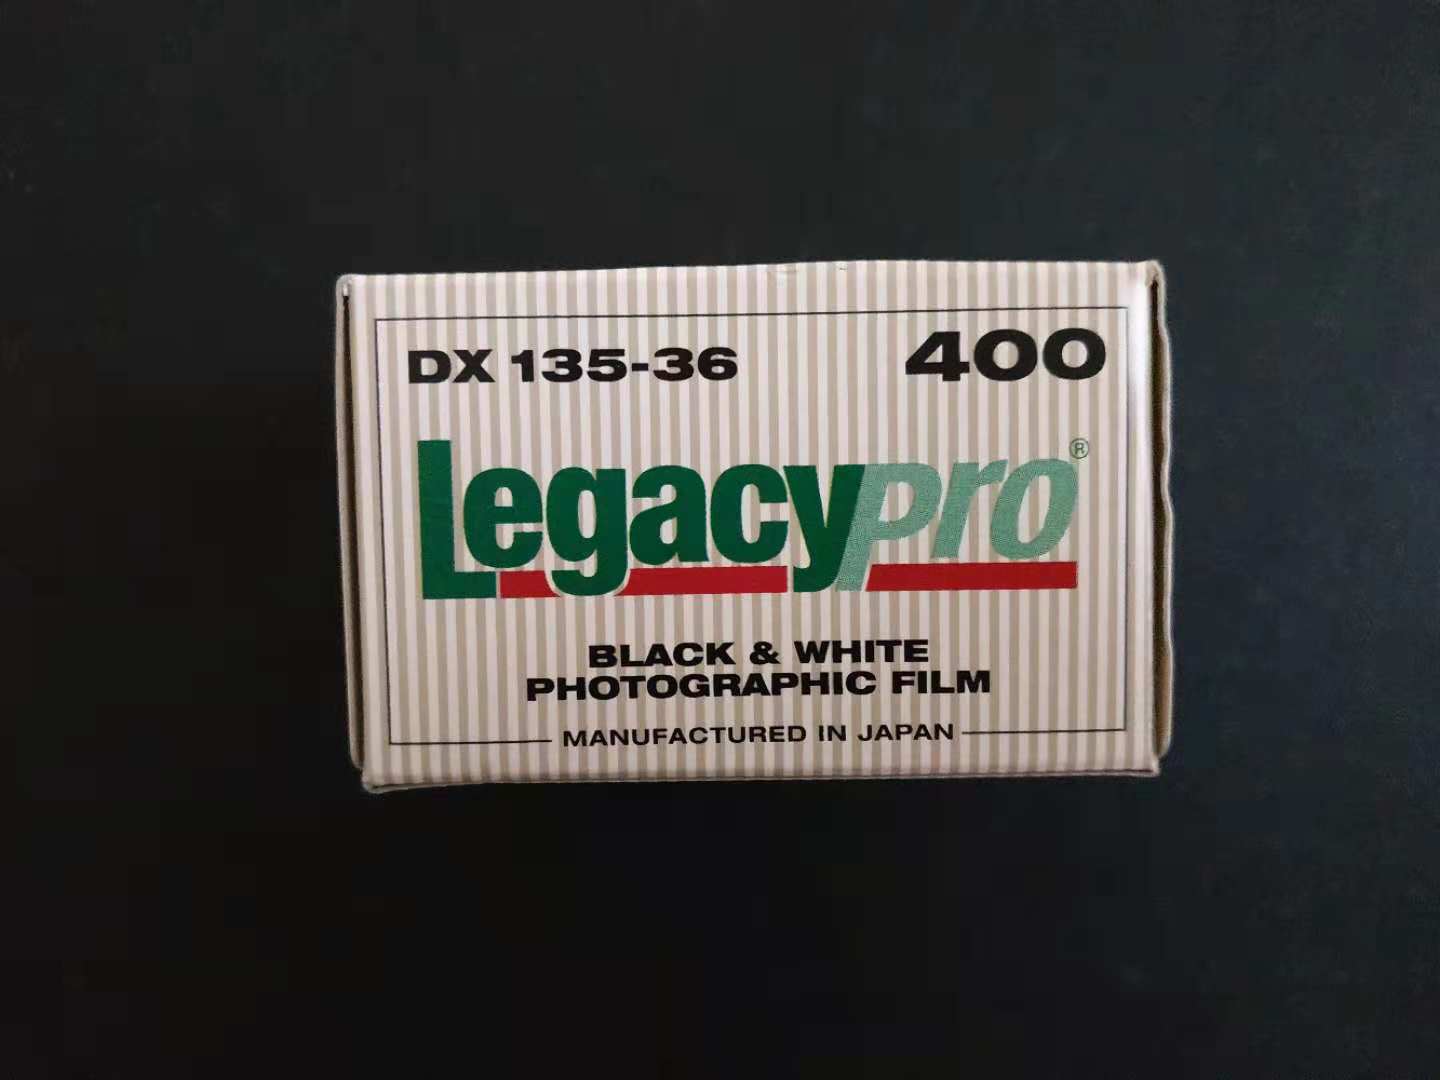 DX 135-36 400
Legacypro®
BLACK & WHITE
PHOTOGRAPHIC FILM
MANUFACTURED IN JAPAN